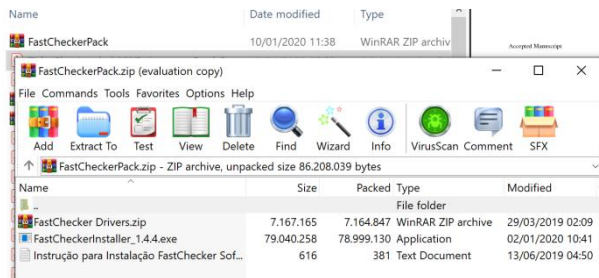 Name Date modified Type
FastCheckerPack 10/01/2020 11:38 WinRAR ZIP archiv
Accepted Manuscript
FastCheckerPack.zip (evaluation copy)
File Commands Tools Favorites Options Help
Add Extract To Test View Delete Find Wizard Info VirusScan Comment SFX
FastCheckerPack.zip - ZIP archive, unpacked size 86.208.039 bytes
Name Size Packed Type Modified
.. File folder
FastChecker Drivers.zip 7.167.165 7.164.847 WinRAR ZIP archive 29/03/2019 02:09
FastCheckerInstaller_1.4.4.exe 79.040.258 78.999.130 Application 02/01/2020 10:41
Instrução para Instalação FastChecker Sof... 616 381 Text Document 13/06/2019 04:50